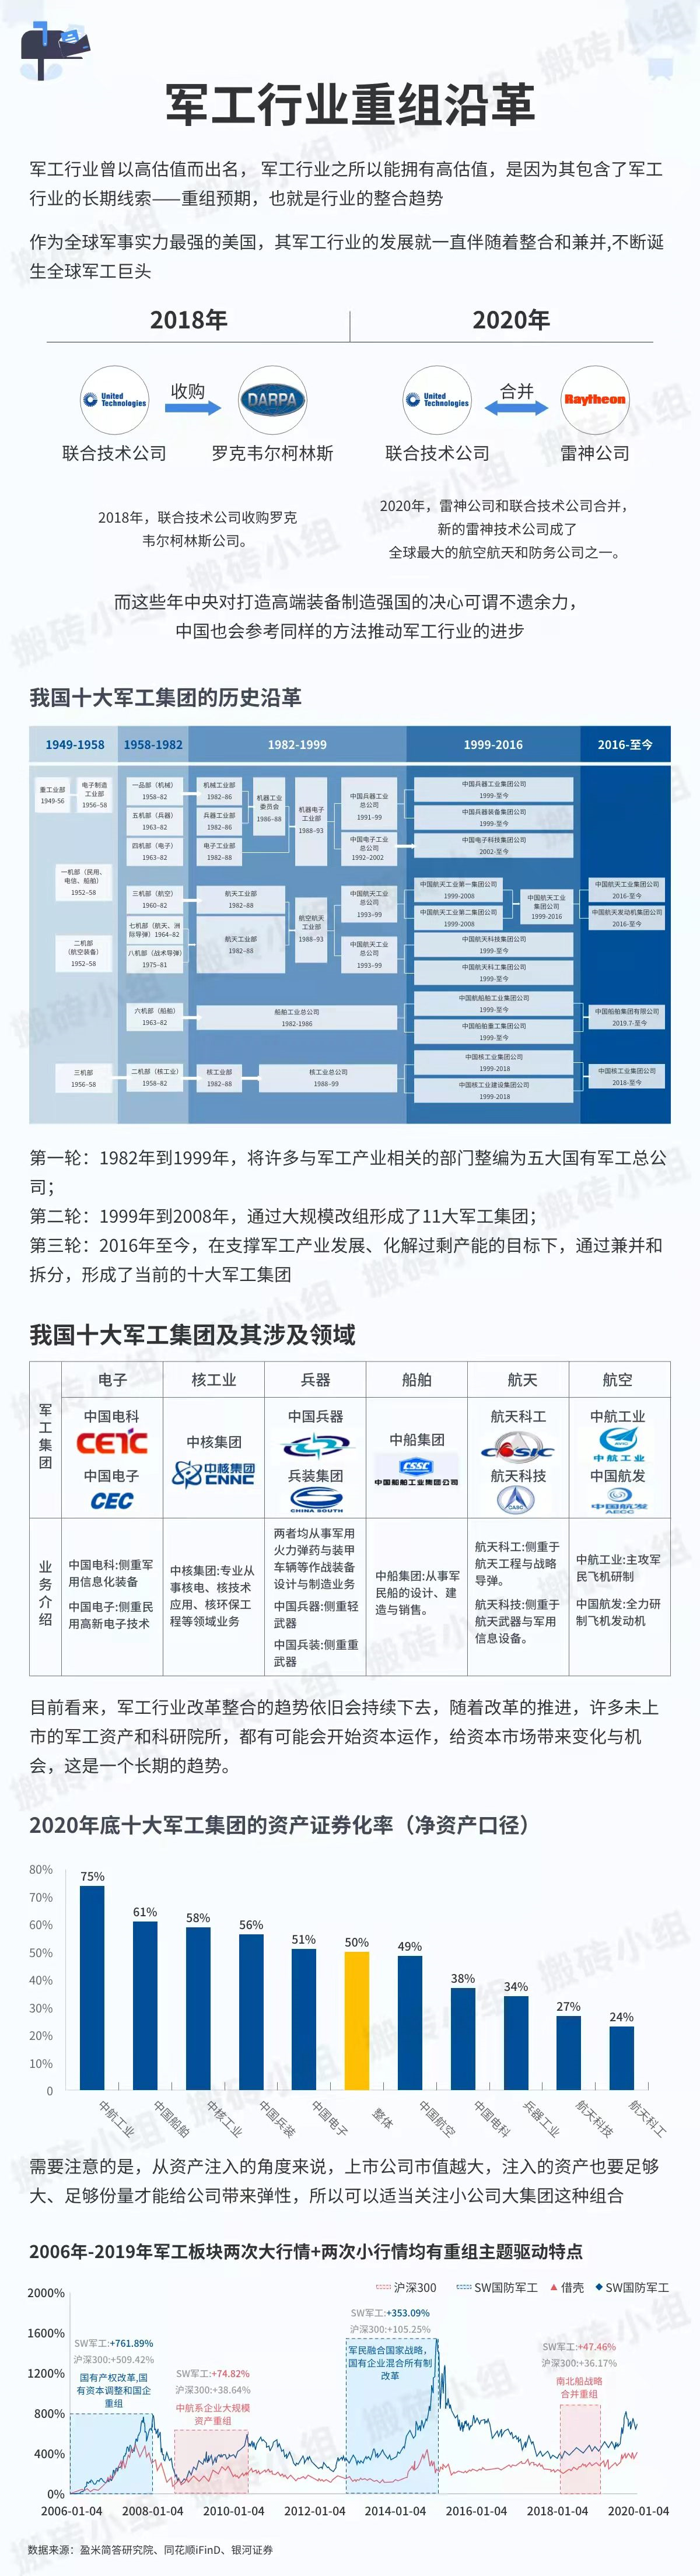 军工行业重组沿革
军工行业曾以高估值而出名， 军工行业之所以能拥有高估值，是因为其包含了军工
行业的长期线索——重组预期，也就是行业的整合趋势
作为全球军事实力最强的美国，其军工行业的发展就一直伴随着整合和兼并,不断诞
生全球军工巨头
2018年
2020年
United Technologies
收购
DARPA
United Technologies
合并
Raytheon
联合技术公司
罗克韦尔柯林斯
联合技术公司
雷神公司
2018年，联合技术公司收购罗克
韦尔柯林斯公司。
2020年，雷神公司和联合技术公司合并，
新的雷神技术公司成了
全球最大的航空航天和防务公司之一。
而这些年中央对打造高端装备制造强国的决心可谓不遗余力，
中国也会参考同样的方法推动军工行业的进步
我国十大军工集团的历史沿革
1949-1958
1958-1982
1982-1999
1999-2016
2016-至今
重工业部
1949-56
电子制造
工业部
1956-58
一机部（民用、
电信、船舶）
1952-58
二机部
（航空装备）
1952-58
三机部
1956-58
一品部（机械）
1958-82
五机部（兵器）
1963-82
四机部（电子）
1963-82
三机部（航空）
1960-82
七机部（航天、洲
际导弹）1964-82
八机部（战术导弹）
1975-81
六机部（船舶）
1963-82
二机部（核工业）
1958-82
机械工业部
1982-86
兵器工业部
1982-86
电子工业部
1982-88
机器工业
委员会
1986-88
机器电子
工业部
1988-93
中国兵器工业
总公司
1991-99
中国电子工业
总公司
1992-2002
航天工业部
1982-88
航天工业部
1982-88
航空航天
工业部
1988-93
中国航天工业
总公司
1993-99
中国航天工业
总公司
1993-99
船舶工业总公司
1982-1986
核工业部
1982-88
核工业总公司
1988-99
中国兵器工业集团公司
1999-至今
中国兵器装备集团公司
1999-至今
中国电子科技集团公司
2002-至今
中国航天工业第一集团公司
1999-2008
中国航天工业第二集团公司
1999-2008
中国航天工业
集团公司
1999-2016
中国航天科技集团公司
1999-至今
中国航天科工集团公司
1999-至今
中国航船舶工业集团公司
1999-至今
中国船舶重工集团公司
1999-至今
中国核工业集团公司
1999-2018
中国核工业建设集团公司
1999-2018
中国航天工业集团公司
2016-至今
中国航天发动机集团公司
2016-至今
中国船舶集团有限公司
2019.7-至今
中国核工业集团公司
2018-至今
第一轮：1982年到1999年，将许多与军工产业相关的部门整编为五大国有军工总公
司；
第二轮：1999年到2008年，通过大规模改组形成了11大军工集团；
第三轮：2016年至今，在支撑军工产业发展、化解过剩产能的目标下，通过兼并和
拆分，形成了当前的十大军工集团
我国十大军工集团及其涉及领域
电子
核工业
兵器
船舶
航天
航空
军工集团
中国电科
CETC
中国电子
CEC
中核集团
中核集团
CNNC
中国兵器
兵装集团
CHINA SOUTH
中船集团
CSSC
中国船舶工业集团公司
航天科工
CASIC
航天科技
CASC
中航工业
中航工业
中国航发
中国航发
AECC
业务介绍
中国电科:侧重军
用信息化装备
中国电子:侧重民
用高新电子技术
中核集团:专业从
事核电、核技术
应用、核环保工
程等领域业务
两者均从事军用
火力弹药与装甲
车辆等作战装备
设计与制造业务
中国兵器:侧重轻
武器
中国兵装:侧重重
武器
中船集团:从事军
民船的设计、建
造与销售。
航天科工:侧重于
航天工程与战略
导弹。
航天科技:侧重于
航天武器与军用
信息设备。
中航工业:主攻军
民飞机研制
中国航发:全力研
制飞机发动机
目前看来，军工行业改革整合的趋势依旧会持续下去，随着改革的推进，许多未上
市的军工资产和科研院所，都有可能会开始资本运作，给资本市场带来变化与机
会，这是一个长期的趋势。
2020年底十大军工集团的资产证券化率（净资产口径）
80%
70%
60%
50%
40%
30%
20%
10%
0
75%
61%
58%
56%
51%
50%
49%
38%
34%
27%
24%
中航工业
中国船舶
中核工业
中国兵装
中国电子
整体
中国航空
中国电科
兵器工业
航天科技
航天科工
需要注意的是，从资产注入的角度来说，上市公司市值越大，注入的资产也要足够
大、足够份量才能给公司带来弹性，所以可以适当关注小公司大集团这种组合
2006年-2019年军工板块两次大行情+两次小行情均有重组主题驱动特点
沪深300
SW国防军工
借壳
SW国防军工
2000%
1600%
1200%
800%
400%
0%
SW军工:+761.89%
沪深300:+509.42%
国有产权改革,国
有资本调整和国企
重组
SW军工:+74.82%
沪深300:+38.64%
中航系企业大规模
资产重组
SW军工:+353.09%
沪深300:+105.25%
军民融合国家战略，
国有企业混合所有制
改革
SW军工:+47.46%
沪深300:+36.17%
南北船战略
合并重组
2006-01-04
2008-01-04
2010-01-04
2012-01-04
2014-01-04
2016-01-04
2018-01-04
2020-01-04
数据来源：盈米简答研究院、同花顺iFinD、银河证券
搬砖小组